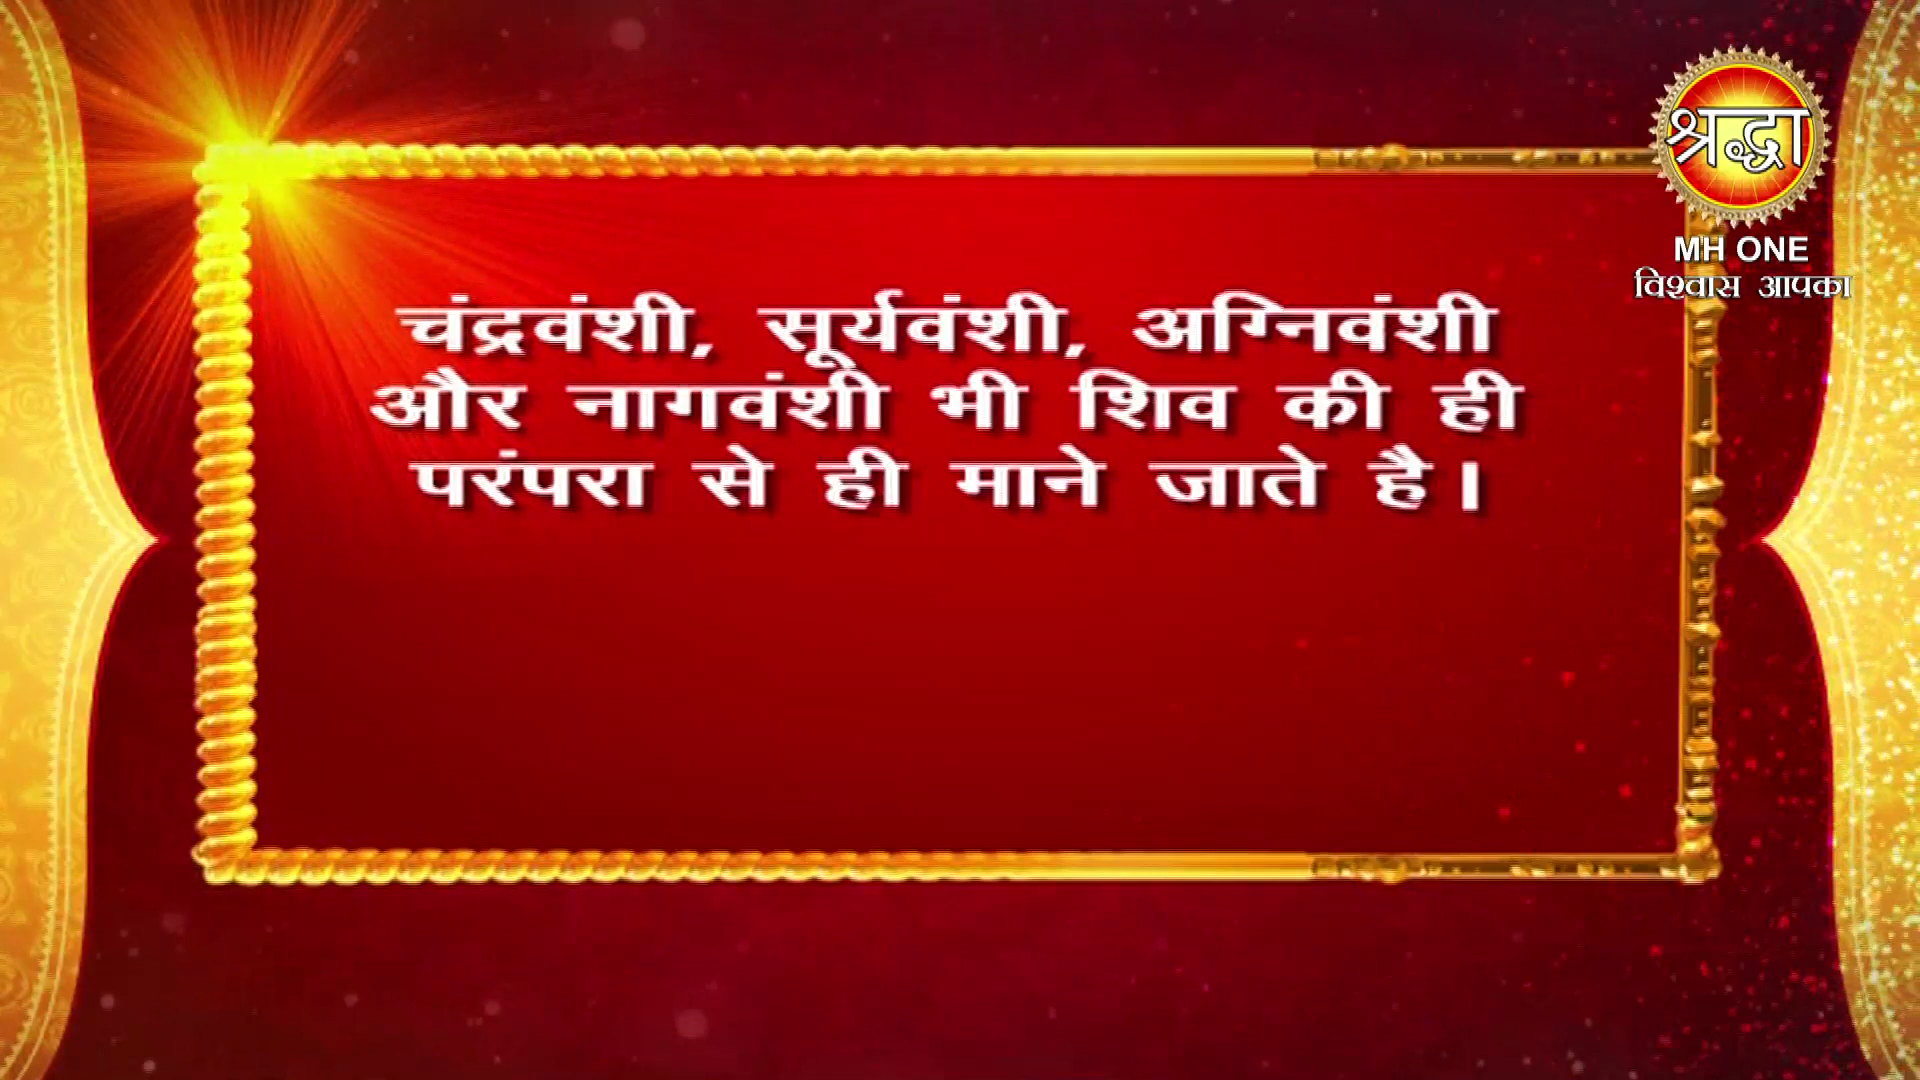 श्रद्धा
MH ONE
विश्वास आपका
चंद्रवंशी, सूर्यवंशी, अग्निवंशी
और नागवंशी भी शिव की ही
परंपरा से ही माने जाते है।